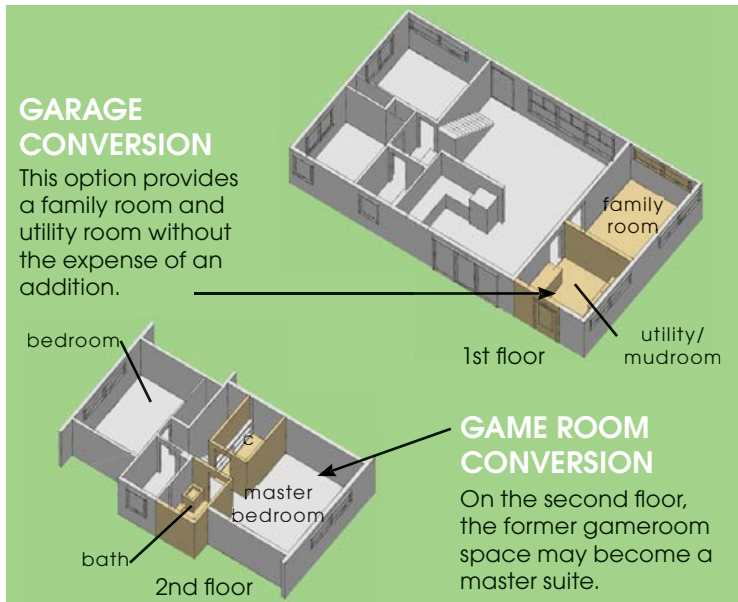 GARAGE
CONVERSION
This option provides
a family room and
utility room without
the expense of an
addition.
family
room
utility/
mudroom
1st floor
bedroom
c
master
bedroom
bath
2nd floor
GAME ROOM
CONVERSION
On the second floor,
the former gameroom
space may become a
master suite.